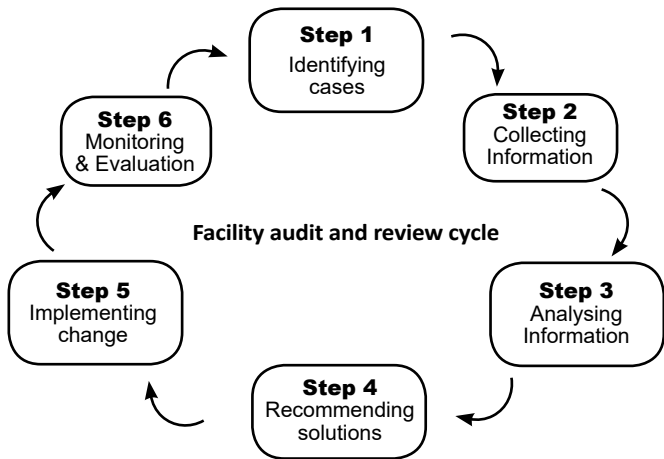 Step 1
Identifying
cases
Step 2
Collecting
Information
Step 3
Analysing
Information
Step 4
Recommending
solutions
Step 5
Implementing
change
Step 6
Monitoring
& Evaluation
Facility audit and review cycle